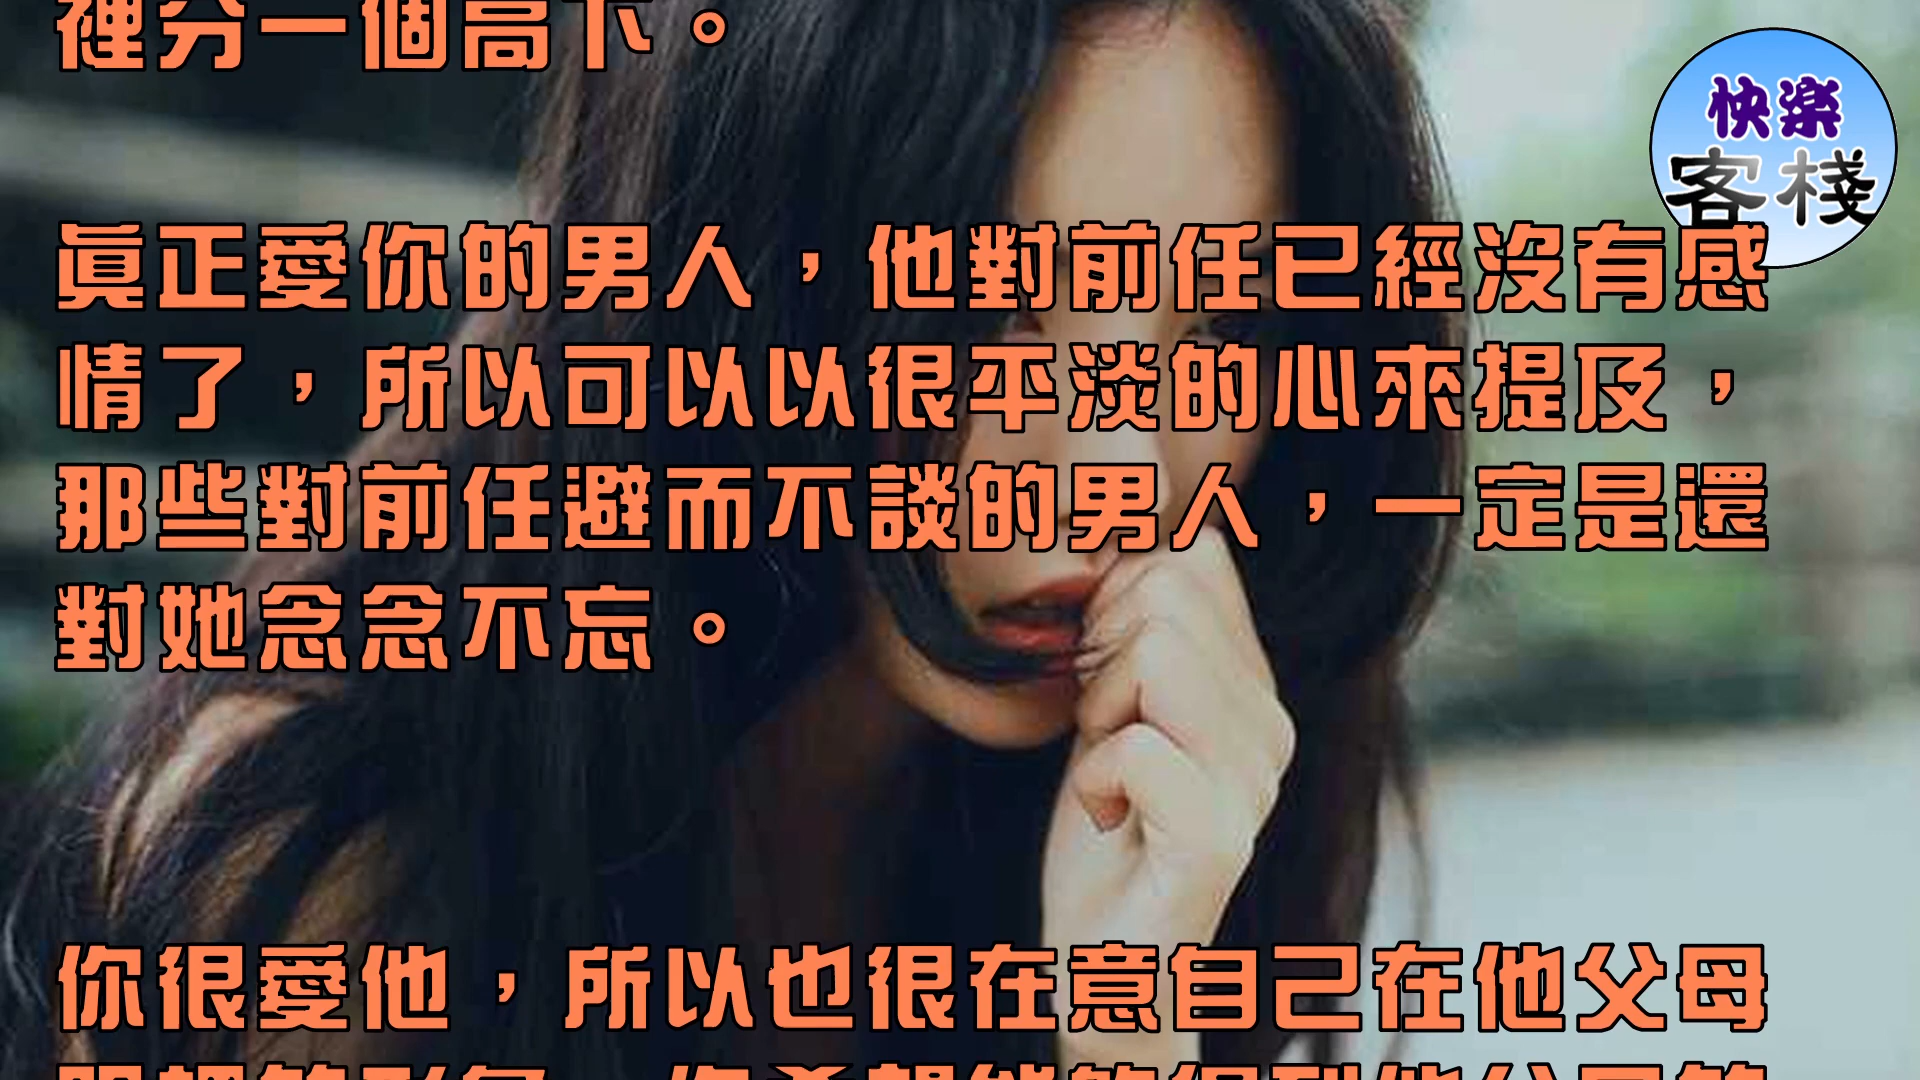 裡分一個高下。
快樂
客棧
真正愛你的男人，他對前任已經沒有感
情了，所以可以以很平淡的心來提及，
那些對前任避而不談的男人，一定是還
對她念念不忘。
你很愛他，所以也很在意自己在他父母